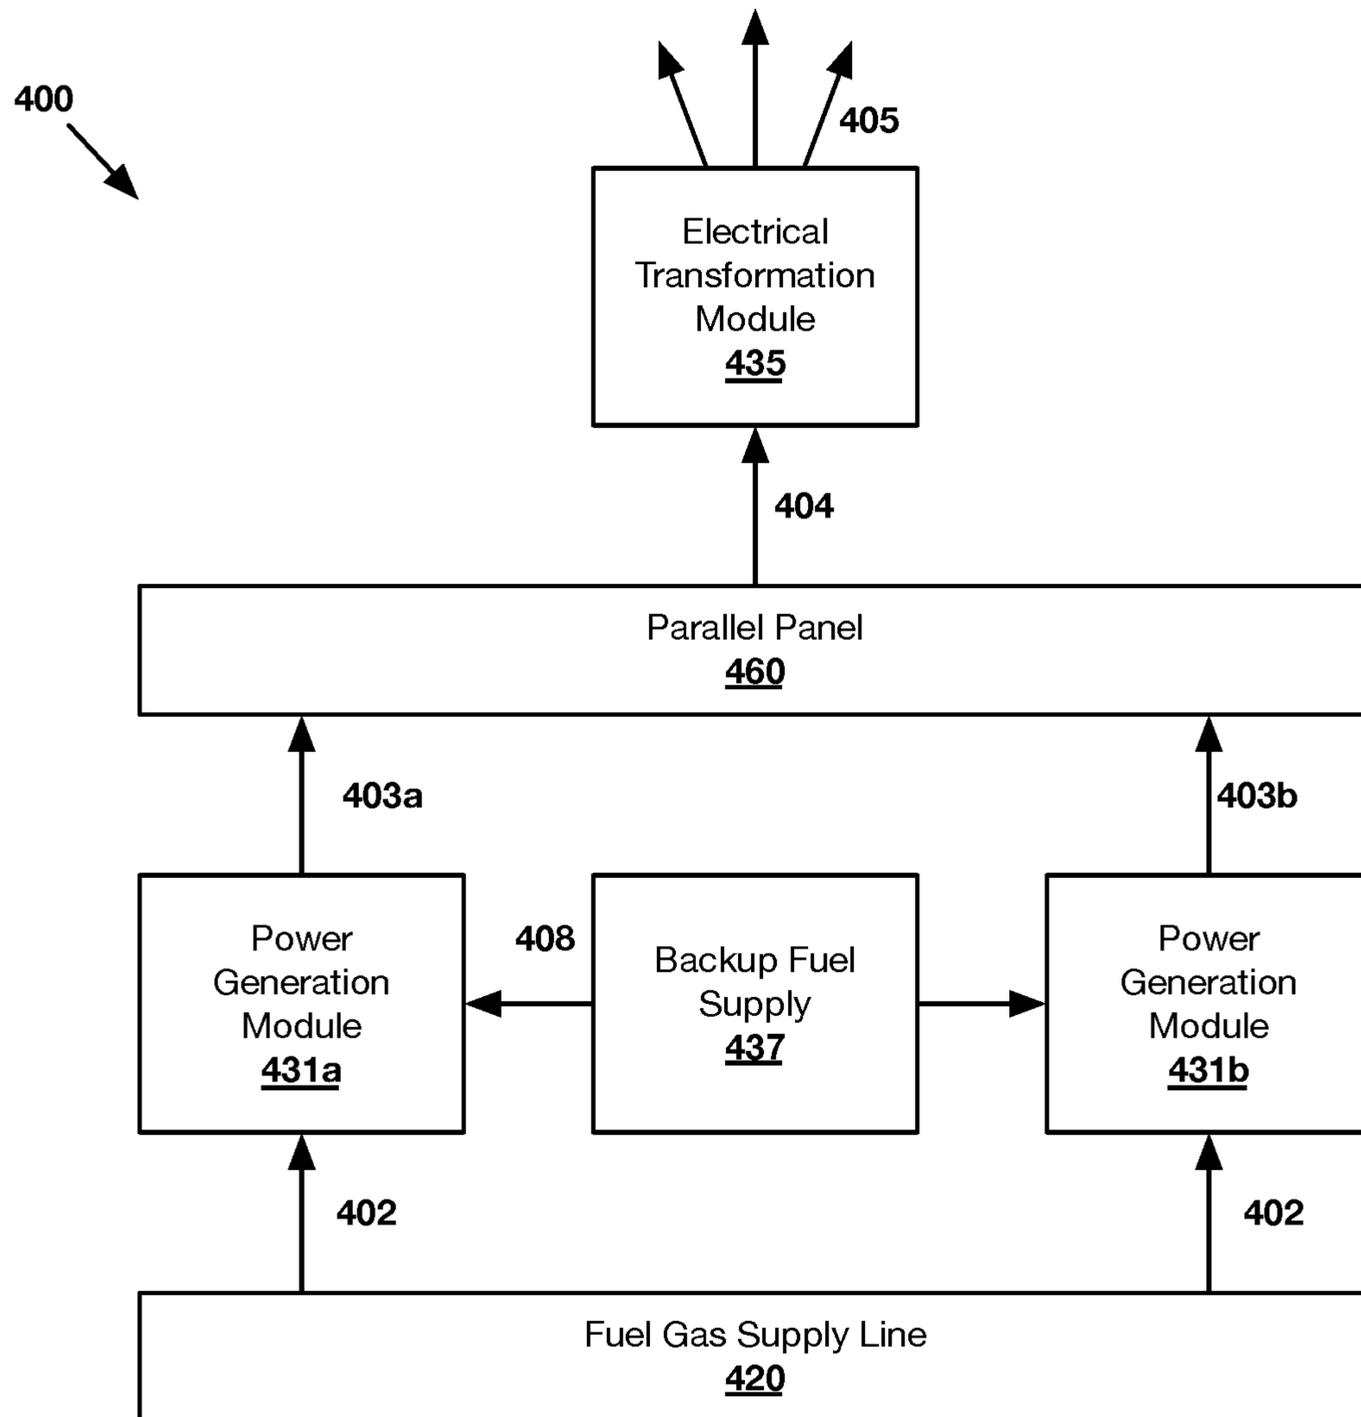 400
405
Electrical
Transformation
Module
435
404
Parallel Panel
460
403a
403b
Power
Generation
Module
431a
408
Backup Fuel
Supply
437
Power
Generation
Module
431b
402
402
Fuel Gas Supply Line
420